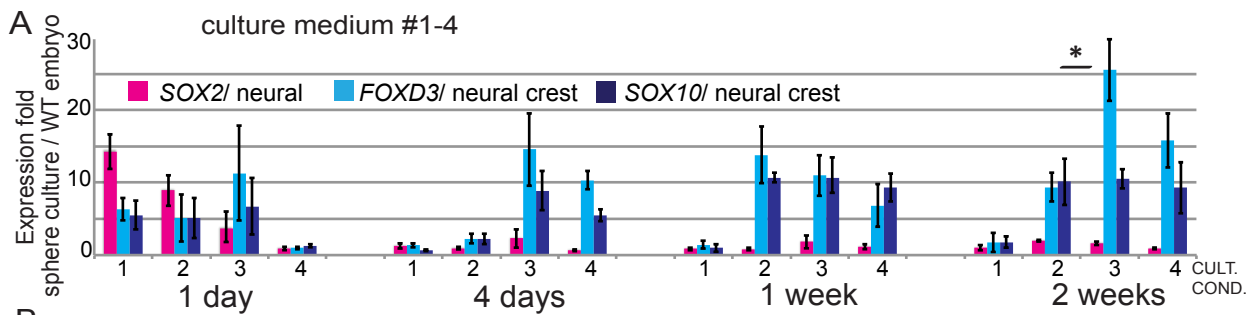 A
culture medium #1-4
Expression fold
sphere culture / WT embryo
30
20
10
0
SOX2/ neural
FOXD3/ neural crest
SOX10/ neural crest
*
1 2 3 4 1 2 3 4 1 2 3 4 1 2 3 4
CULT.
COND.
1 day 4 days 1 week 2 weeks